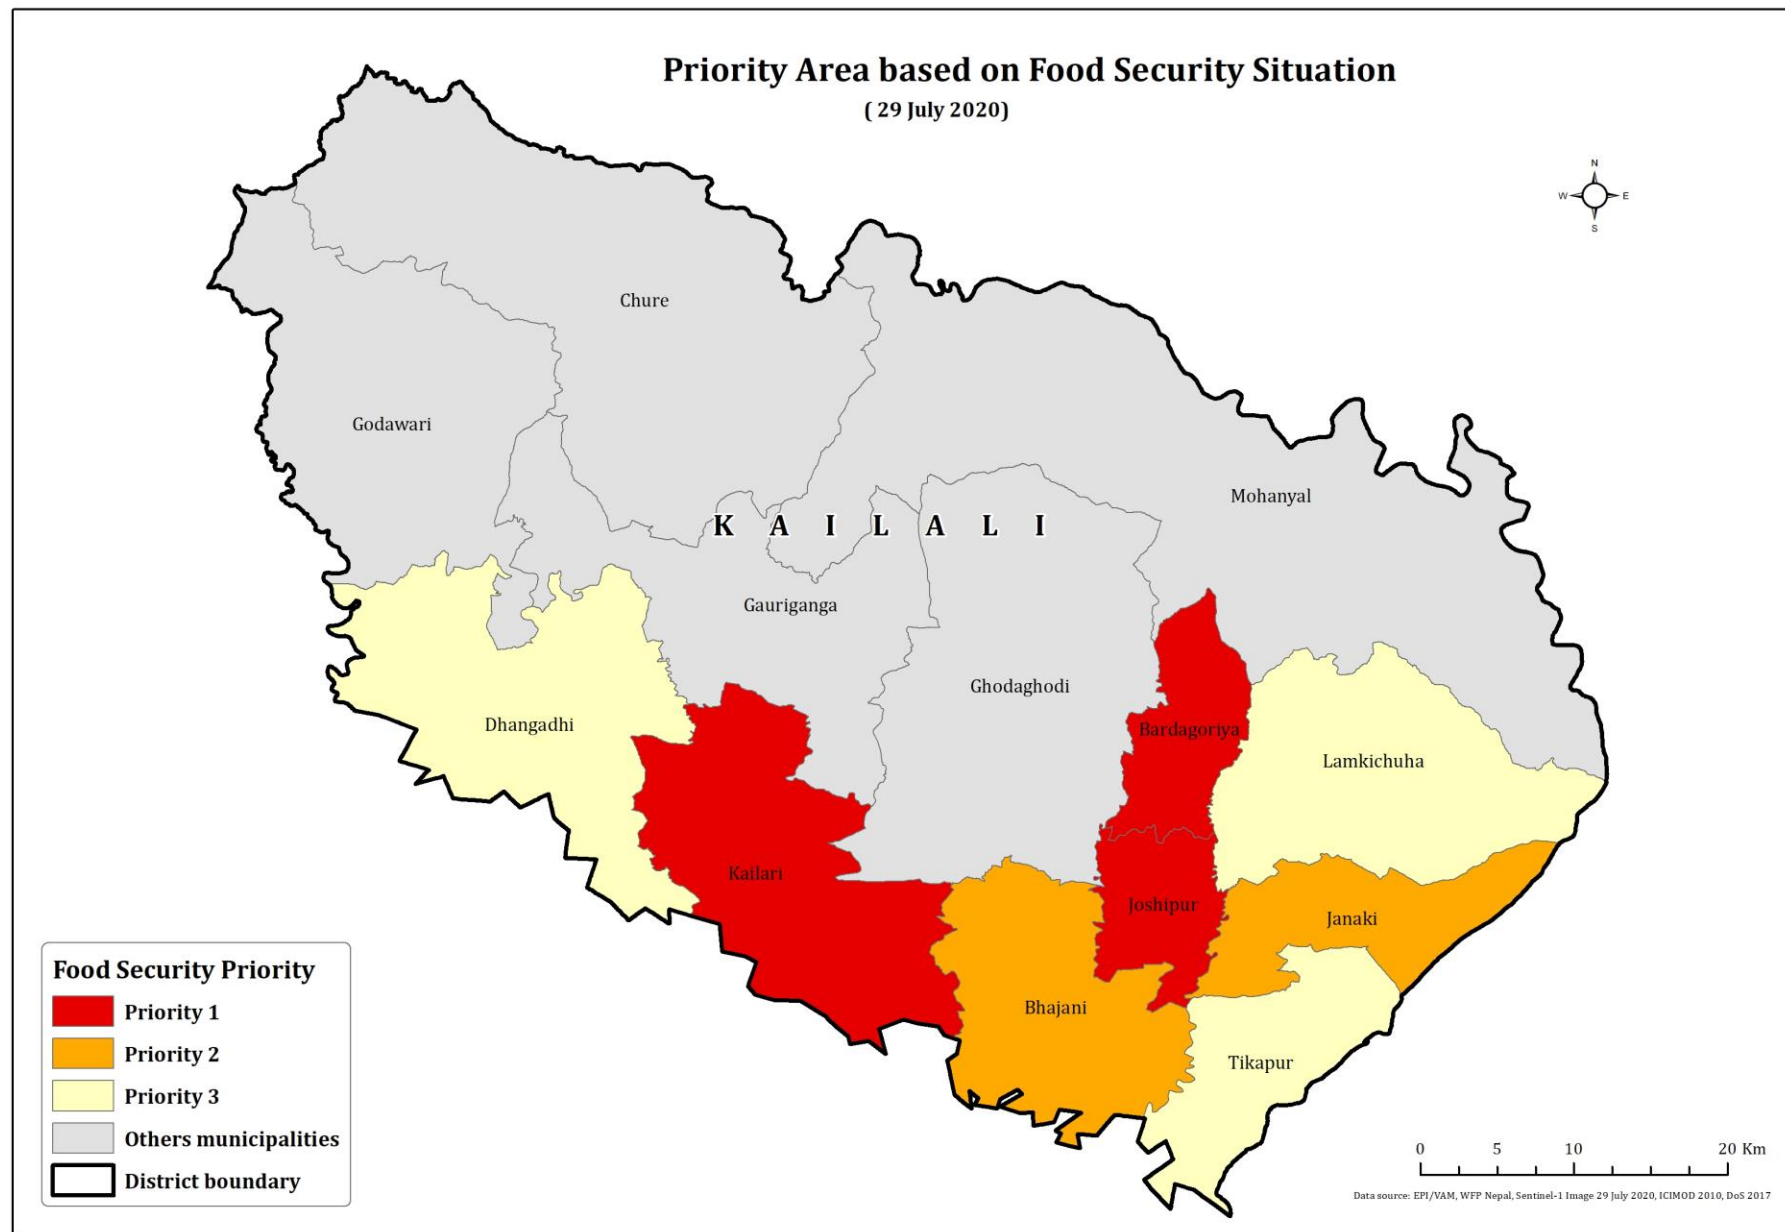 Priority Area based on Food Security Situation
( 29 July 2020)
N
W E
S
Chure
Godawari
Mohanyal
K A I L A L I
Gauriganga
Ghodaghodi
Dhangadhi
Bardagoriya
Lamkichuha
Kailari
Joshipur
Janaki
Bhajani
Tikapur
Food Security Priority
Priority 1
Priority 2
Priority 3
Others municipalities
District boundary
0 5 10 20 Km
Data source: EPI/VAM, WFP Nepal, Sentinel-1 Image 29 July 2020, ICIMOD 2010, DoS 2017